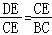 DE/CE = CE/BC